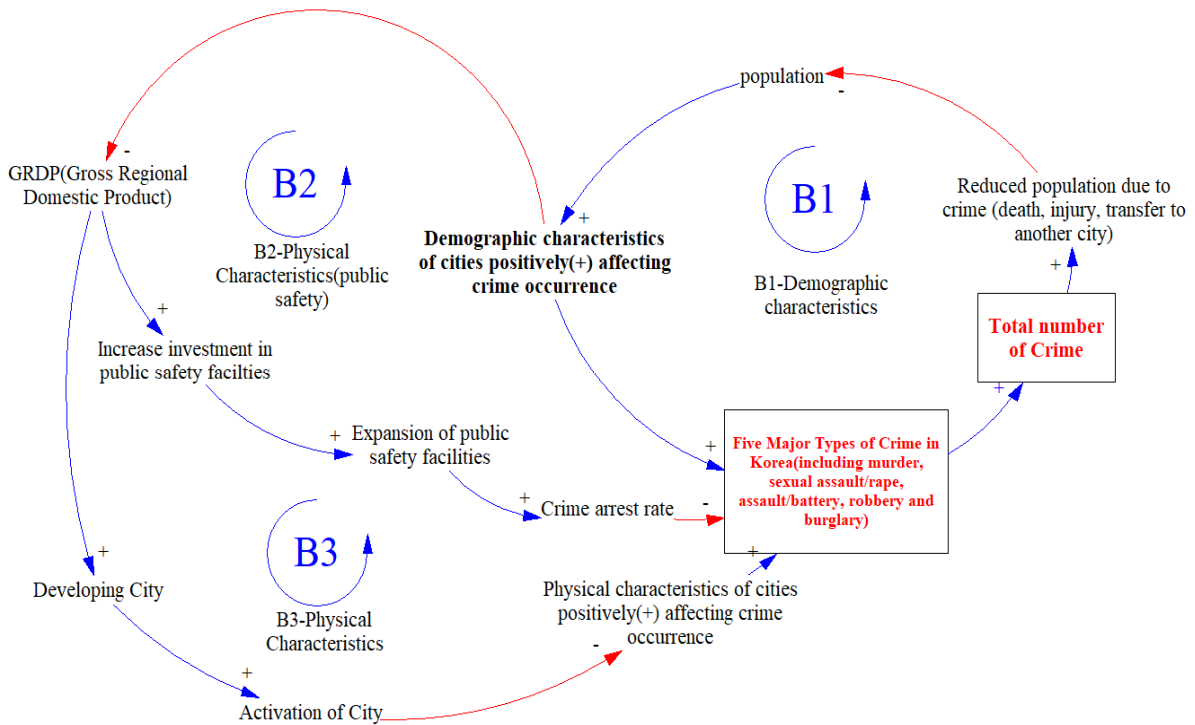 population
-
-
GRDP(Gross Regional
Domestic Product)
B2
B2-Physical
Characteristics(public
safety)
B1
B1-Demographic
characteristics
Reduced population due to
crime (death, injury, transfer to
another city)
+
Demographic characteristics
of cities positively(+) affecting
crime occurrence
+
Total number
of Crime
+
+
Increase investment in
public safety facilties
+
Expansion of public
safety facilities
+
Five Major Types of Crime in
Korea(including murder,
sexual assault/rape,
assault/battery, robbery and
burglary)
+
Crime arrest rate
-
B3
B3-Physical
Characteristics
+
Developing City
+
Physical characteristics of cities
positively(+) affecting crime
occurrence
-
+
Activation of City